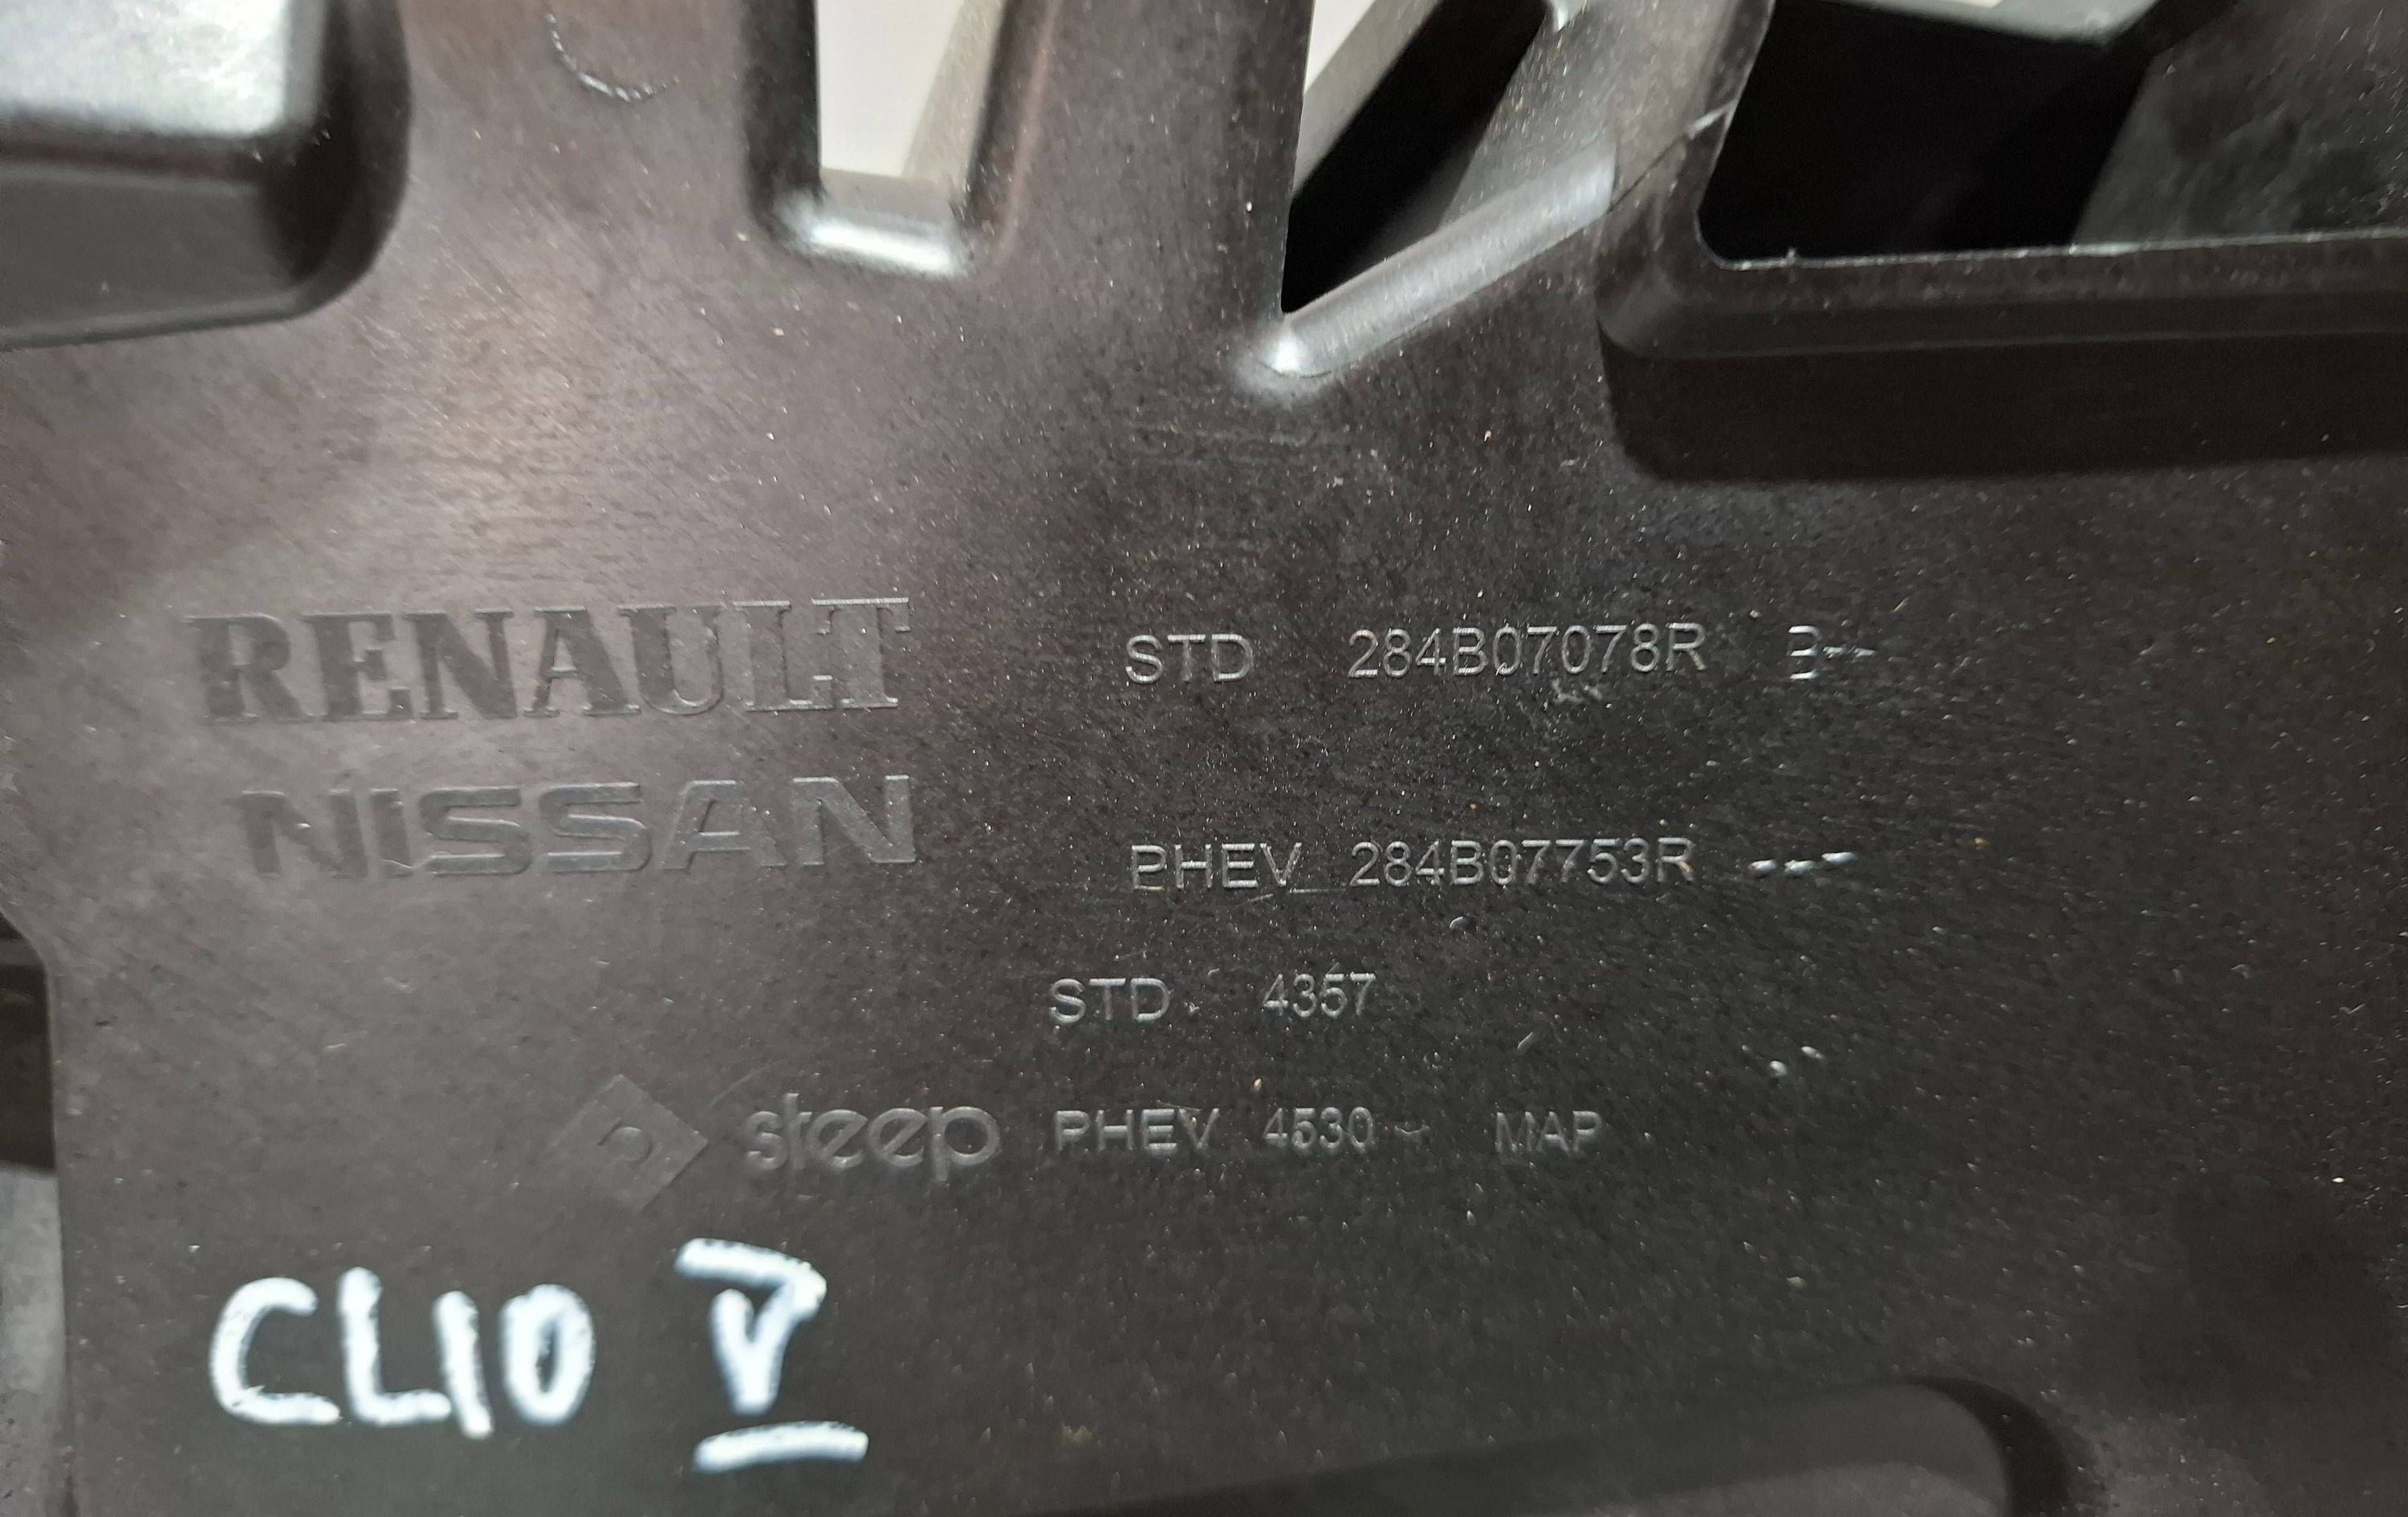 RENAULT STD 284B07078R B--
NISSAN PHEV 284B07753R ---
STD 4357
steep PHEV 4530 MAP
CLIO V